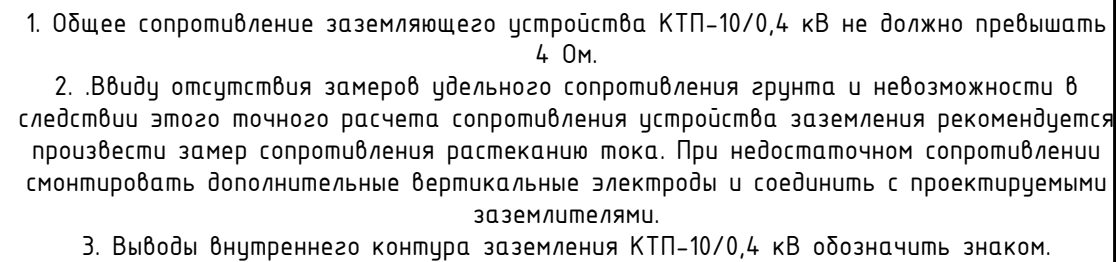 1. Общее сопротивление заземляющего устройства КТП-10/0,4 кВ не должно превышать
4 Ом.
2. .Ввиду отсутствия замеров удельного сопротивления грунта и невозможности в
следствии этого точного расчета сопротивления устройства заземления рекомендуется
произвести замер сопротивления растеканию тока. При недостаточном сопротивлении
смонтировать дополнительные вертикальные электроды и соединить с проектируемыми
заземлителями.
3. Выводы внутреннего контура заземления КТП-10/0,4 кВ обозначить знаком.